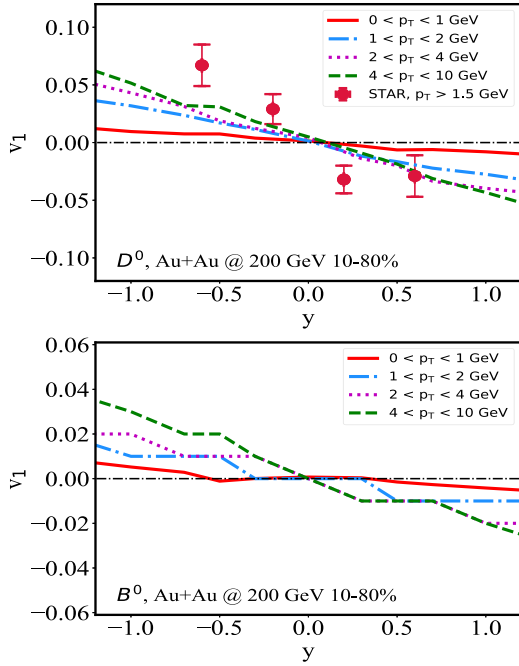 0.10
0.05
0.00
−0.05
−0.10
v1
0 < pT < 1 GeV
1 < pT < 2 GeV
2 < pT < 4 GeV
4 < pT < 10 GeV
STAR, pT > 1.5 GeV
D0, Au+Au @ 200 GeV 10-80%
−1.0 −0.5 0.0 0.5 1.0
y
0.06
0.04
0.02
0.00
−0.02
−0.04
−0.06
v1
0 < pT < 1 GeV
1 < pT < 2 GeV
2 < pT < 4 GeV
4 < pT < 10 GeV
B0, Au+Au @ 200 GeV 10-80%
−1.0 −0.5 0.0 0.5 1.0
y